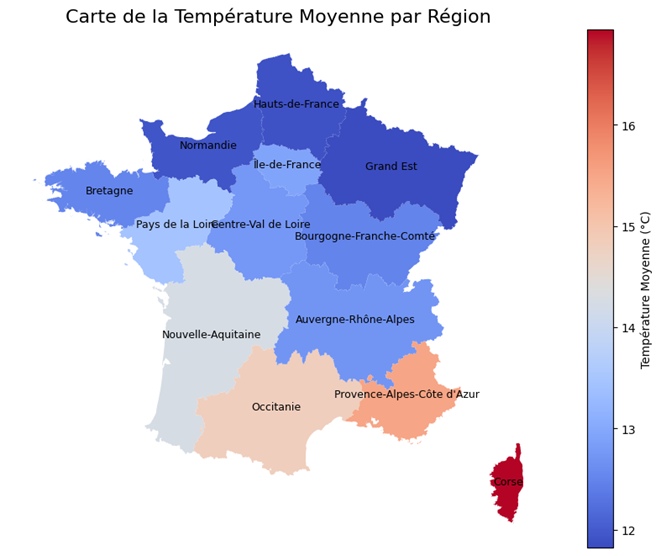 Carte de la Température Moyenne par Région
Hauts-de-France
Normandie
Île-de-France
Grand Est
Bretagne
Pays de la Loire
Centre-Val de Loire
Bourgogne-Franche-Comté
Auvergne-Rhône-Alpes
Nouvelle-Aquitaine
Provence-Alpes-Côte d'Azur
Occitanie
Corse
16
15
14
13
12
Température Moyenne (°C)